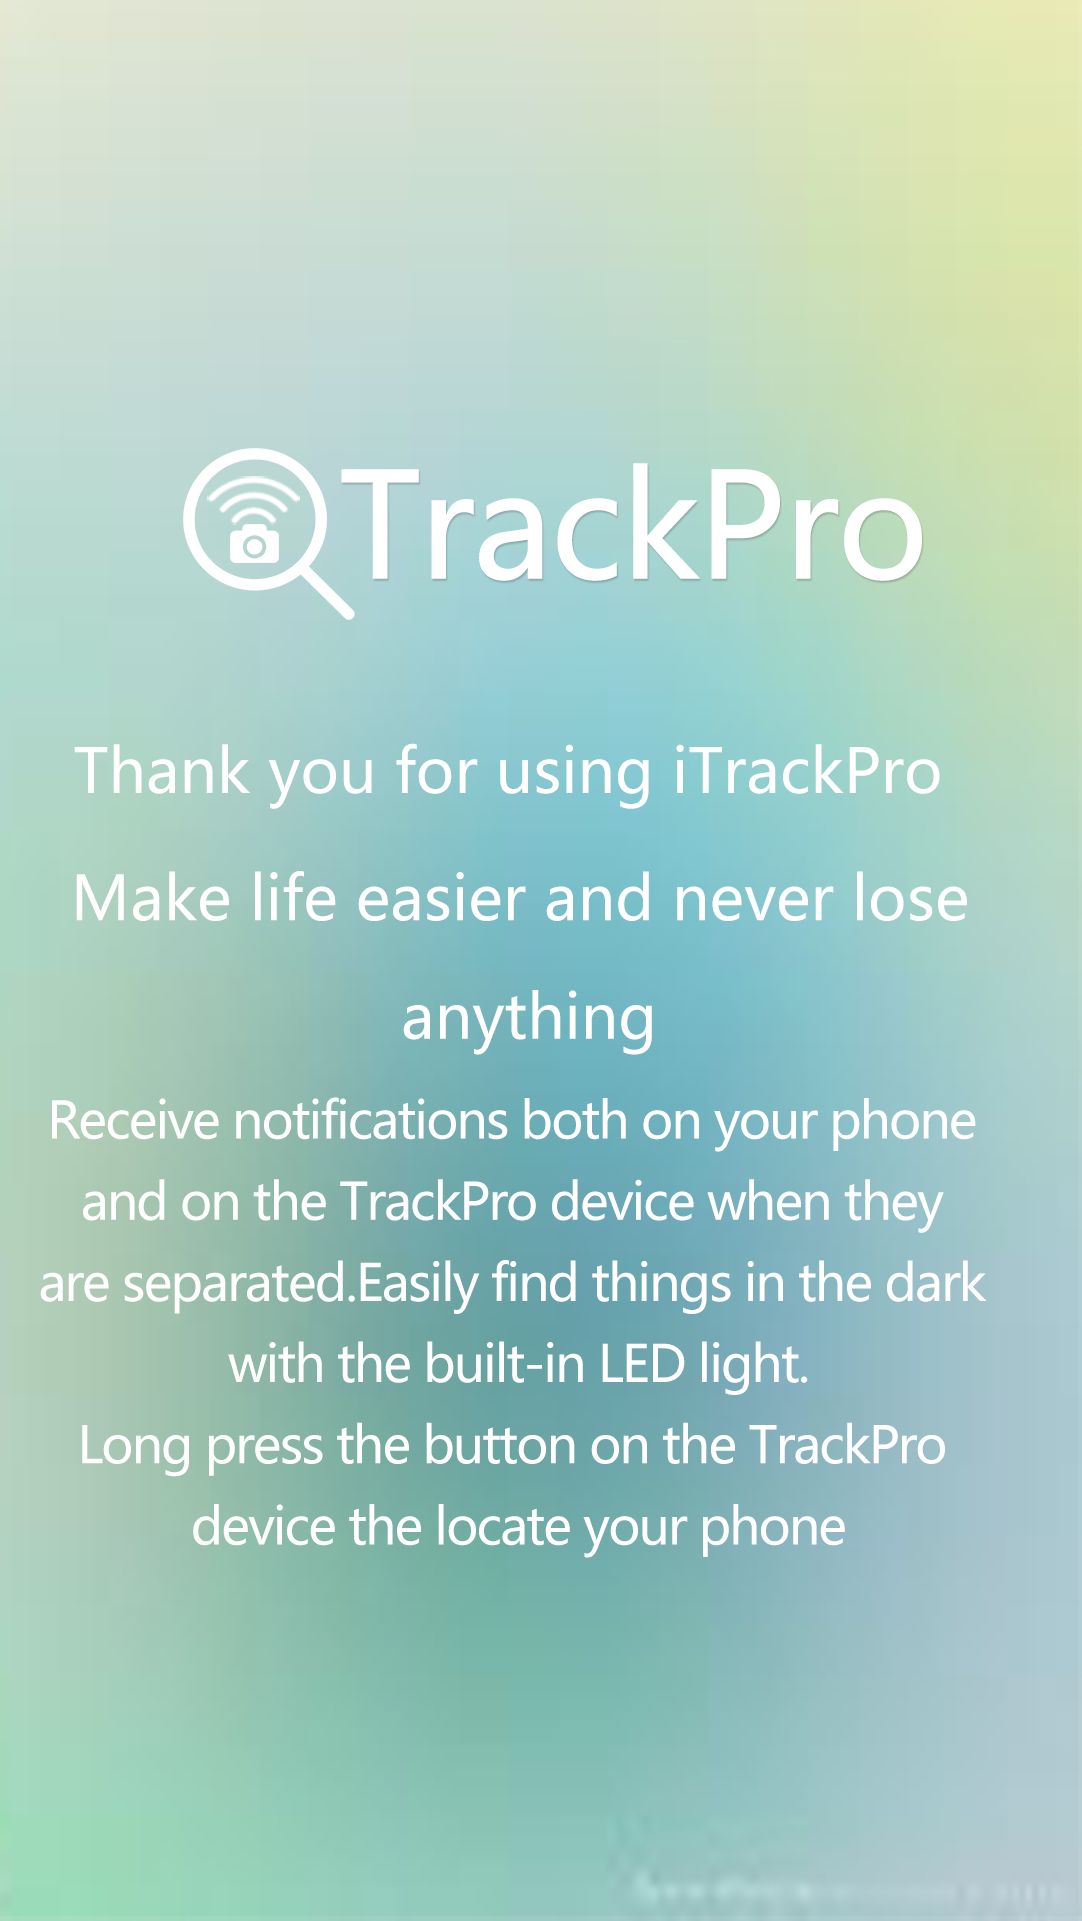 TrackPro
Thank you for using iTrackPro
Make life easier and never lose
anything
Receive notifications both on your phone
and on the TrackPro device when they
are separated.Easily find things in the dark
with the built-in LED light.
Long press the button on the TrackPro
device the locate your phone